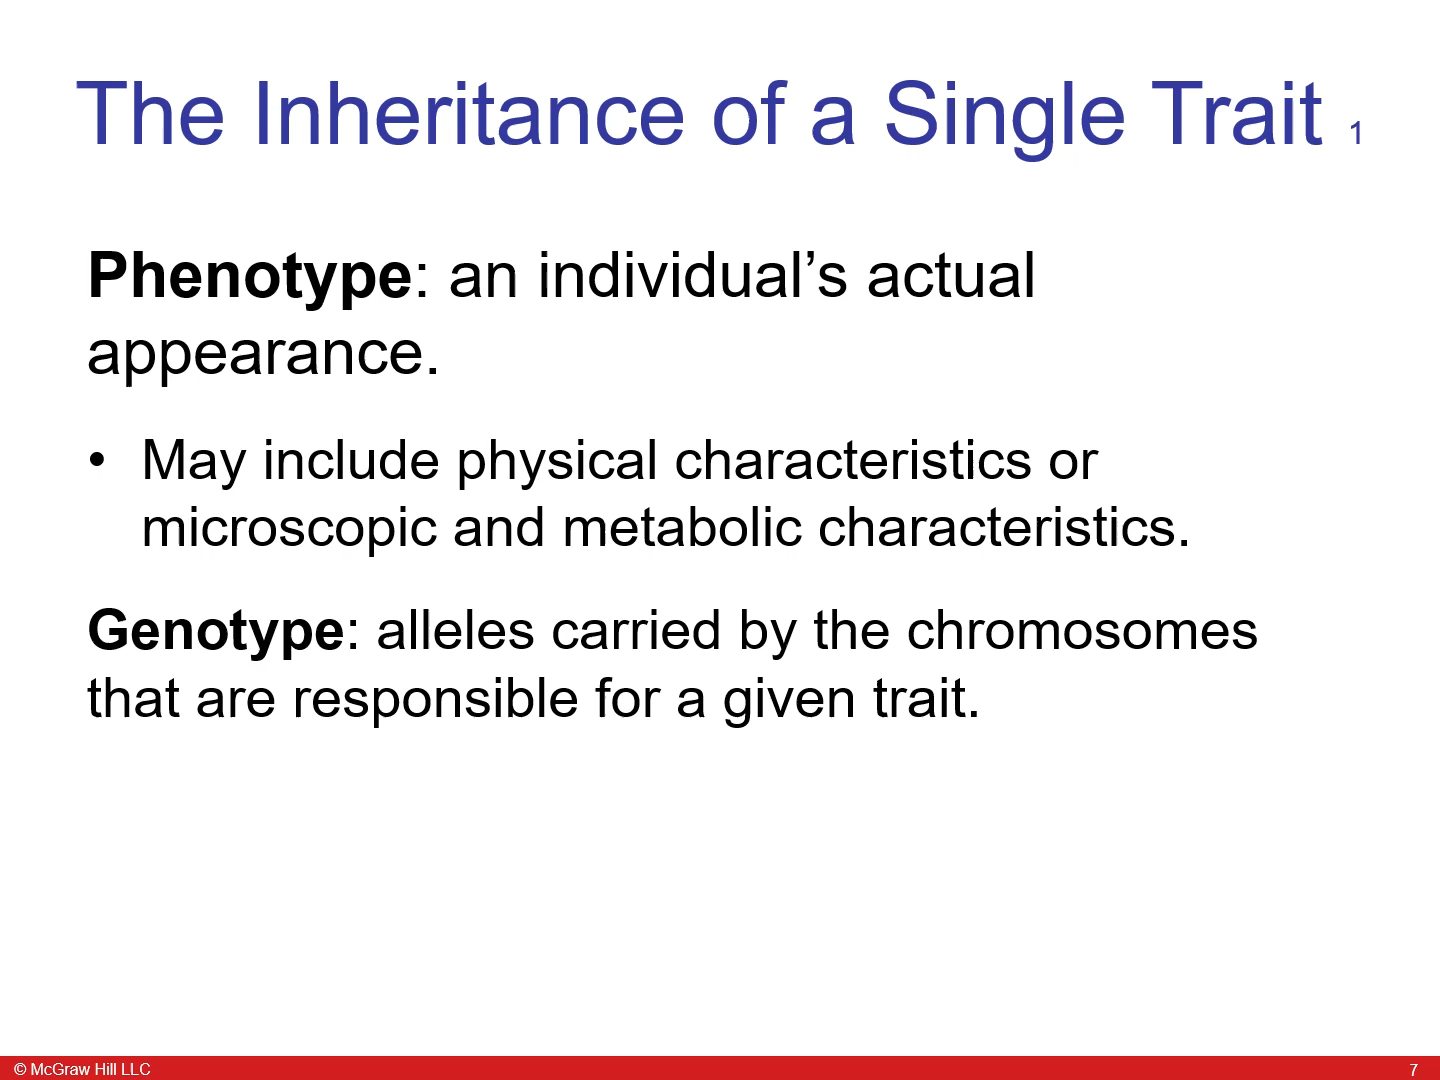 The Inheritance of a Single Trait 1
Phenotype: an individual’s actual
appearance.
• May include physical characteristics or
microscopic and metabolic characteristics.
Genotype: alleles carried by the chromosomes
that are responsible for a given trait.
© McGraw Hill LLC
7